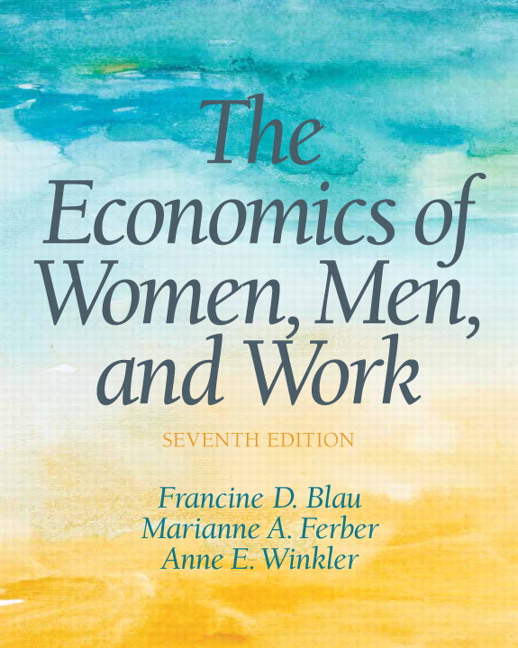 The
Economics of
Women, Men,
and Work
SEVENTH EDITION
Francine D. Blau
Marianne A. Ferber
Anne E. Winkler